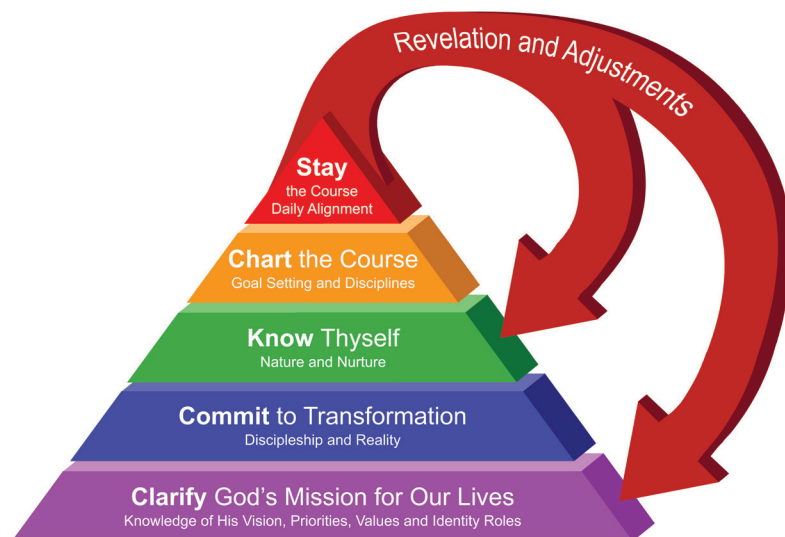 Revelation and Adjustments
Stay
the Course
Daily Alignment
Chart the Course
Goal Setting and Disciplines
Know Thyself
Nature and Nurture
Commit to Transformation
Discipleship and Reality
Clarify God’s Mission for Our Lives
Knowledge of His Vision, Priorities, Values and Identity Roles